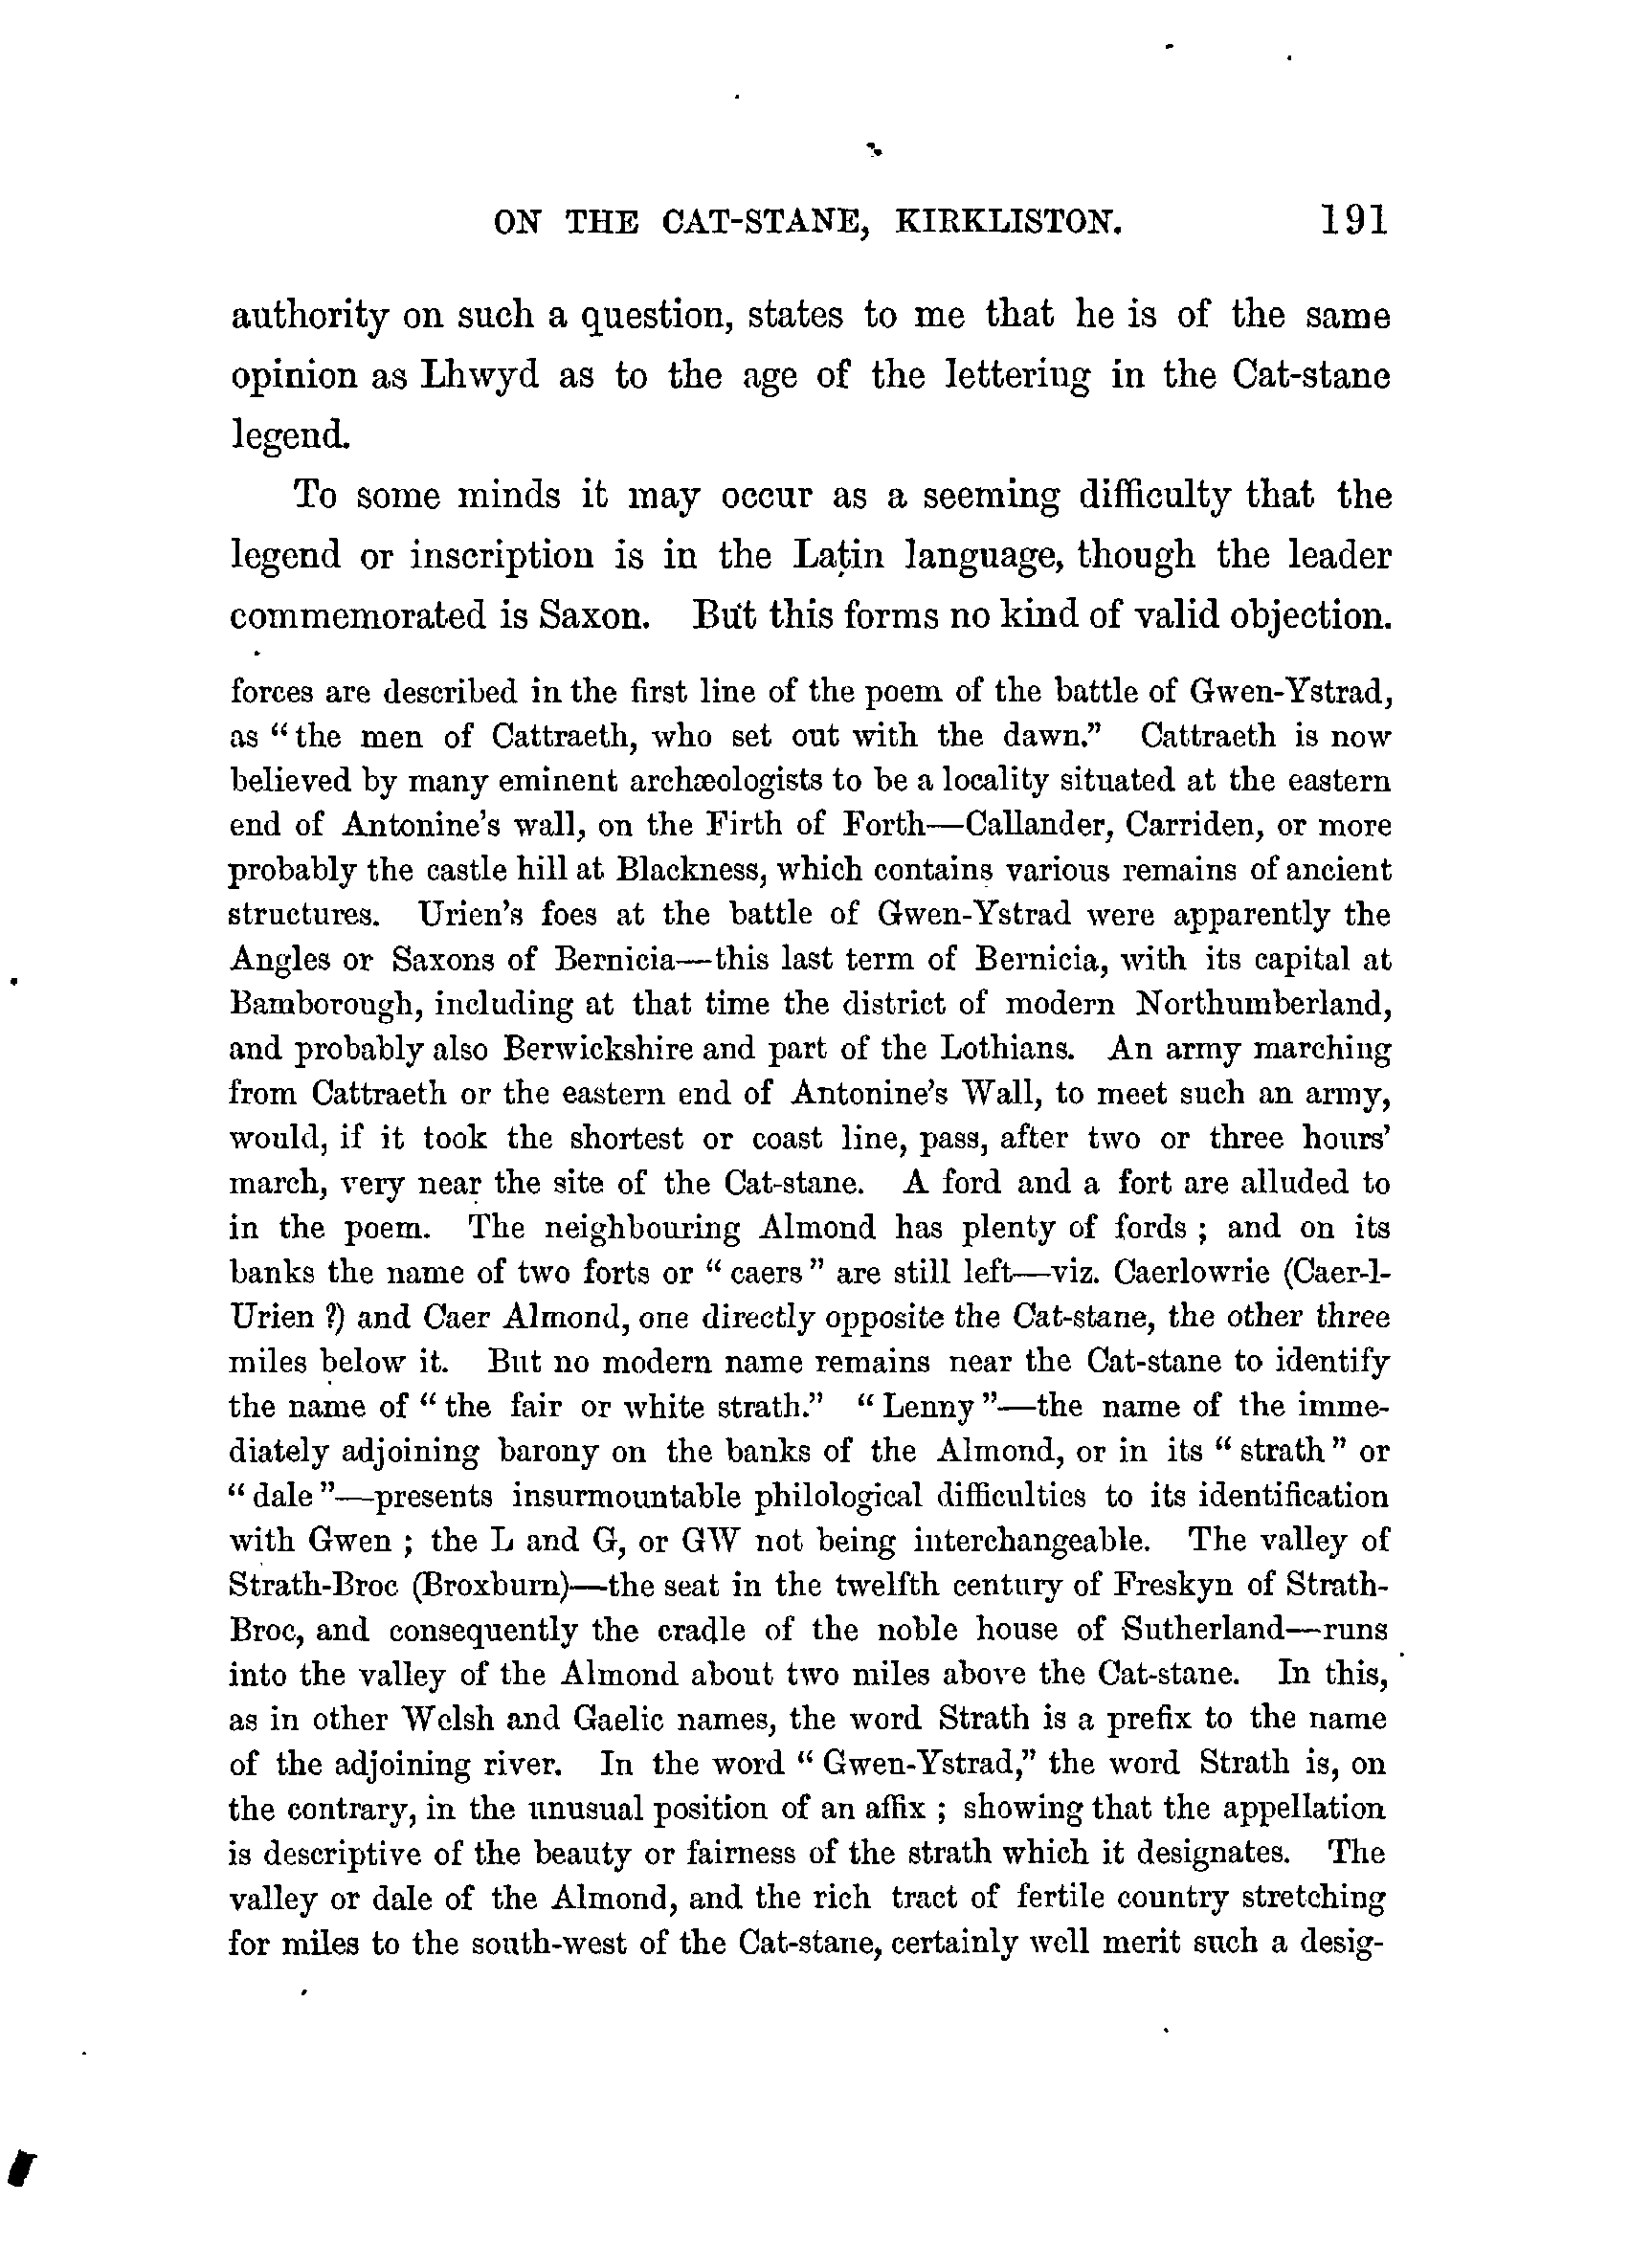 ON THE CAT-STANE, KIRKLISTON. 191
authority on such a question, states to me that he is of the same
opinion as Lhwyd as to the age of the lettering in the Cat-stane
legend.
To some minds it may occur as a seeming difficulty that the
legend or inscription is in the Latin language, though the leader
commemorated is Saxon. But this forms no kind of valid objection.
forces are described in the first line of the poem of the battle of Gwen-Ystrad,
as “the men of Cattraeth, who set out with the dawn.” Cattraeth is now
believed by many eminent archæologists to be a locality situated at the eastern
end of Antonine's wall, on the Firth of Forth—Callander, Carriden, or more
probably the castle hill at Blackness, which contains various remains of ancient
structures. Urien's foes at the battle of Gwen-Ystrad were apparently the
Angles or Saxons of Bernicia—this last term of Bernicia, with its capital at
Bamborough, including at that time the district of modern Northumberland,
and probably also Berwickshire and part of the Lothians. An army marching
from Cattraeth or the eastern end of Antonine's Wall, to meet such an army,
would, if it took the shortest or coast line, pass, after two or three hours'
march, very near the site of the Cat-stane. A ford and a fort are alluded to
in the poem. The neighbouring Almond has plenty of fords ; and on its
banks the name of two forts or “ caers ” are still left—viz. Caerlowrie (Caer-l-
Urien ?) and Caer Almond, one directly opposite the Cat-stane, the other three
miles below it. But no modern name remains near the Cat-stane to identify
the name of “ the fair or white strath.” “ Lenny ”—the name of the imme-
diately adjoining barony on the banks of the Almond, or in its “ strath ” or
“ dale ”—presents insurmountable philological difficulties to its identification
with Gwen ; the L and G, or GW not being interchangeable. The valley of
Strath-Broc (Broxburn)—the seat in the twelfth century of Freskyn of Strath-
Broc, and consequently the cradle of the noble house of Sutherland—runs
into the valley of the Almond about two miles above the Cat-stane. In this,
as in other Welsh and Gaelic names, the word Strath is a prefix to the name
of the adjoining river. In the word “ Gwen-Ystrad,” the word Strath is, on
the contrary, in the unusual position of an affix ; showing that the appellation
is descriptive of the beauty or fairness of the strath which it designates. The
valley or dale of the Almond, and the rich tract of fertile country stretching
for miles to the south-west of the Cat-stane, certainly well merit such a desig-